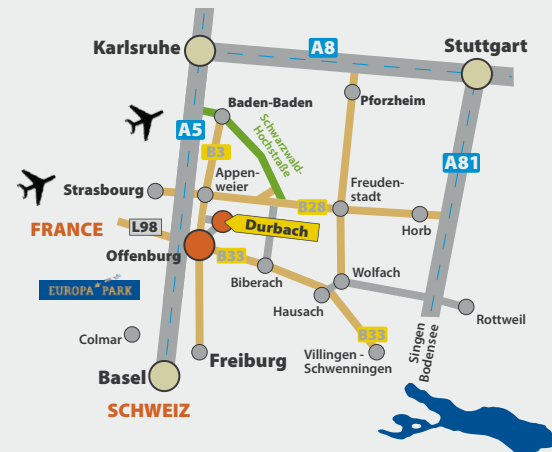 Karlsruhe
A8
Stuttgart
Baden-Baden
Pforzheim
A5
B3
Schwarzwald-
Hochstraße
A81
Strasbourg
Appen-
weier
Freuden-
stadt
B28
FRANCE
L98
Durbach
Horb
Offenburg
B33
Biberach
Wolfach
EUROPA PARK
Hausach
Rottweil
Colmar
Freiburg
B33
Villingen -
Schwenningen
Singen
Bodensee
Basel
SCHWEIZ